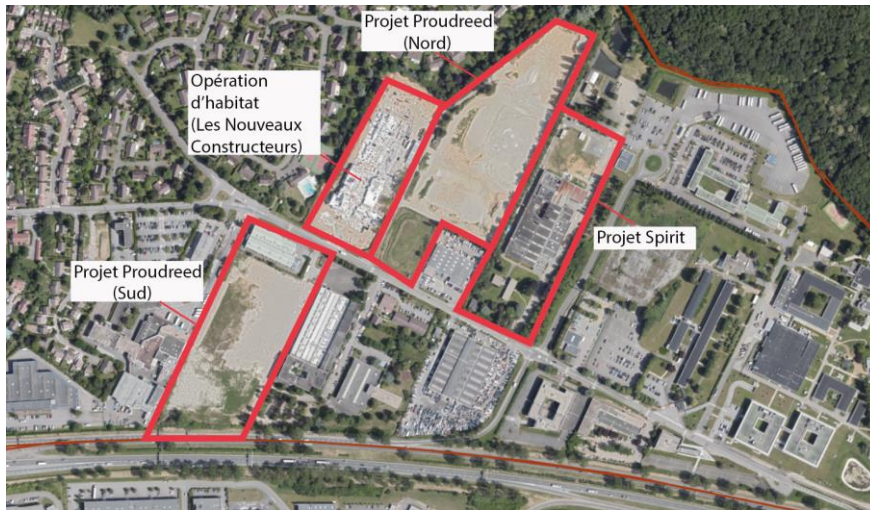 Projet Proudreed
(Nord)
Opération
d'habitat
(Les Nouveaux
Constructeurs)
Projet Spirit
Projet Proudreed
(Sud)